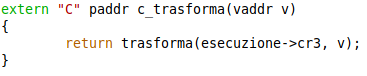 extern "C" paddr c_trasforma(vaddr v)
{
        return trasforma(esecuzione->cr3, v);
}